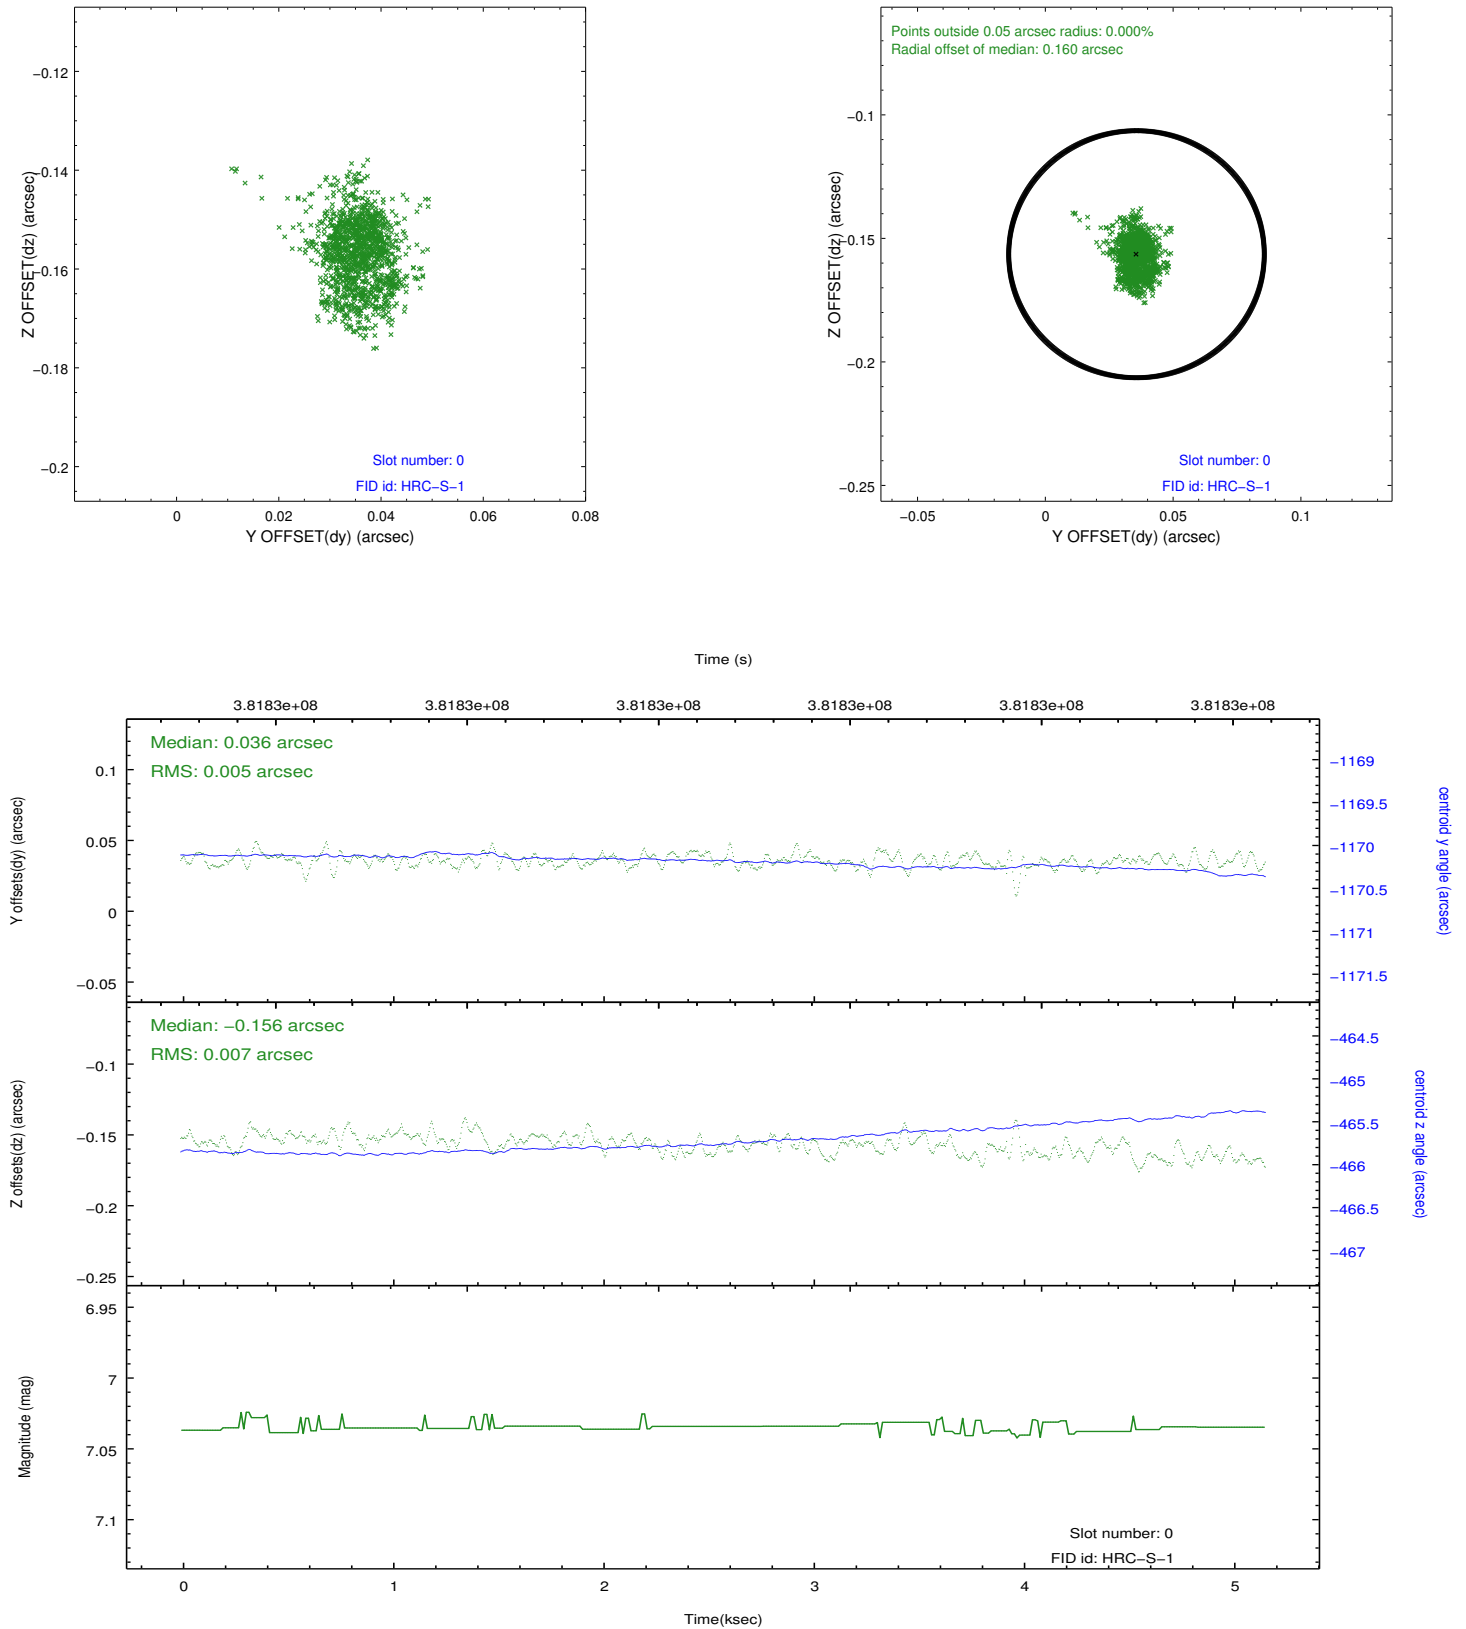 −0.12
−0.14
−0.16
−0.18
−0.2
Z OFFSET(dz) (arcsec)
Slot number: 0
FID id: HRC−S−1
0 0.02 0.04 0.06 0.08
Y OFFSET(dy) (arcsec)
Points outside 0.05 arcsec radius: 0.000%
Radial offset of median: 0.160 arcsec
−0.1
−0.15
−0.2
−0.25
Z OFFSET(dz) (arcsec)
Slot number: 0
FID id: HRC−S−1
−0.05 0 0.05 0.1
Y OFFSET(dy) (arcsec)
Time (s)
3.8183e+08 3.8183e+08 3.8183e+08 3.8183e+08 3.8183e+08 3.8183e+08
Median: 0.036 arcsec
RMS: 0.005 arcsec
0.1
0.05
0
−0.05
Y offsets(dy) (arcsec)
−1169
−1169.5
−1170
−1170.5
−1171
−1171.5
centroid y angle (arcsec)
Median: −0.156 arcsec
RMS: 0.007 arcsec
−0.1
−0.15
−0.2
−0.25
Z offsets(dz) (arcsec)
−464.5
−465
−465.5
−466
−466.5
−467
centroid z angle (arcsec)
6.95
7
7.05
7.1
Magnitude (mag)
Slot number: 0
FID id: HRC−S−1
0 1 2 3 4 5
Time(ksec)